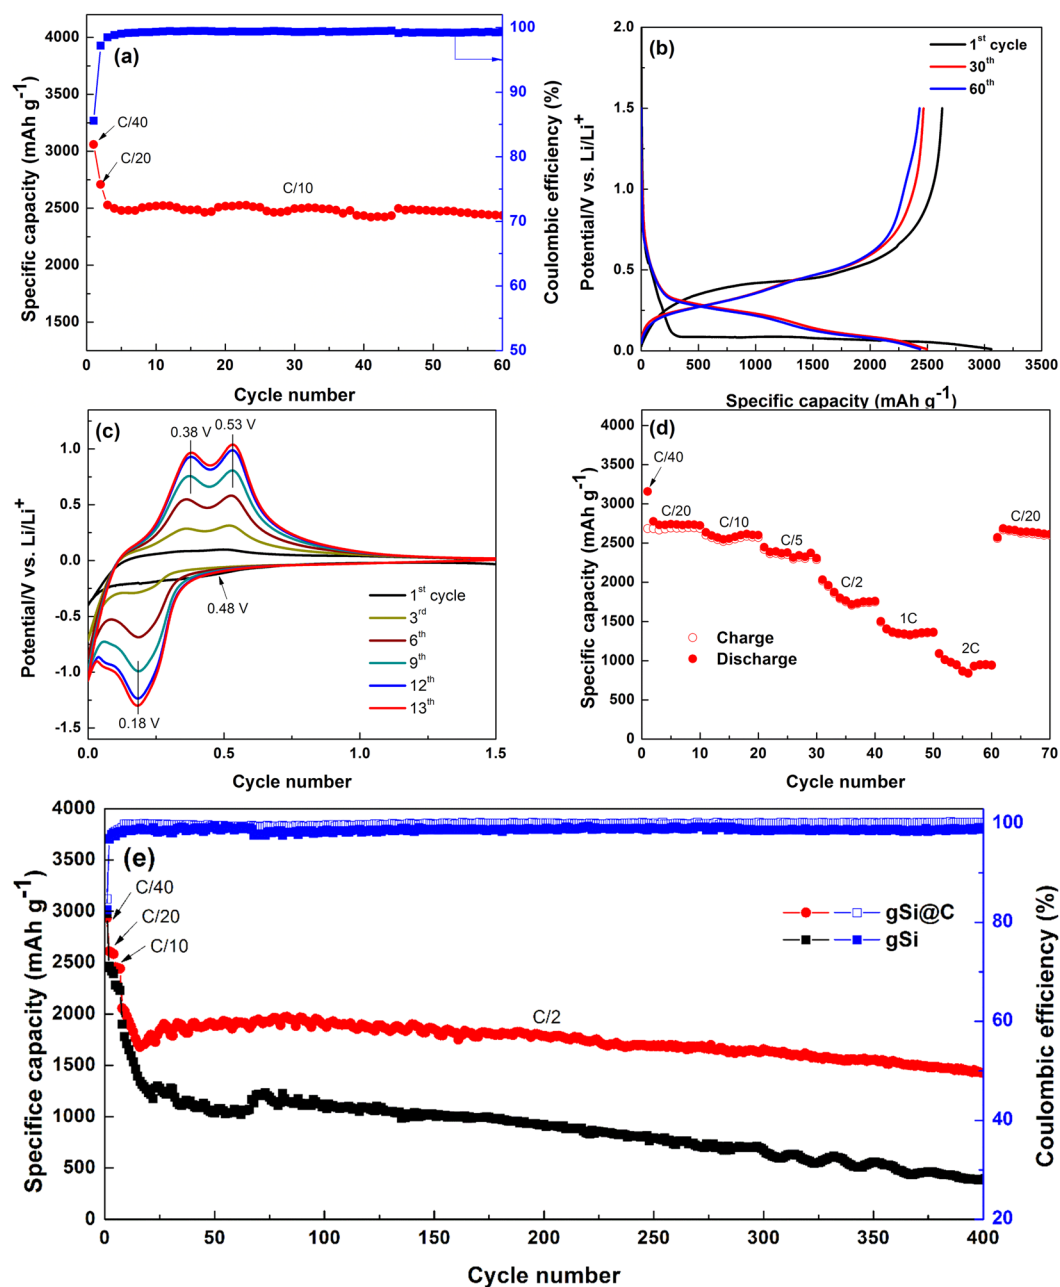 (a)
Specific capacity (mAh g-1)
4000
3500
3000
2500
2000
1500
C/40
C/20
C/10
0 10 20 30 40 50 60
Cycle number
100
90
80
70
60
50
Coulombic efficiency (%)
(b)
1st cycle
30th
60th
Potential/V vs. Li/Li+
2.0
1.5
1.0
0.5
0.0
0 500 1000 1500 2000 2500 3000 3500
Specific capacity (mAh g-1)
(c)
0.38 V
0.53 V
Potential/V vs. Li/Li+
1.0
0.5
0.0
-0.5
-1.0
-1.5
0.48 V
0.18 V
1st cycle
3rd
6th
9th
12th
13th
0.0 0.5 1.0 1.5
Cycle number
(d)
Specific capacity (mAh g-1)
4000
3500
3000
2500
2000
1500
1000
500
0
C/40
C/20
C/10
C/5
C/2
1C
2C
C/20
Charge
Discharge
0 10 20 30 40 50 60 70
Cycle number
(e)
Specifice capacity (mAh g-1)
4000
3500
3000
2500
2000
1500
1000
500
0
C/40
C/20
C/10
C/2
gSi@C
gSi
0 50 100 150 200 250 300 350 400
Cycle number
100
80
60
40
20
Coulombic efficiency (%)